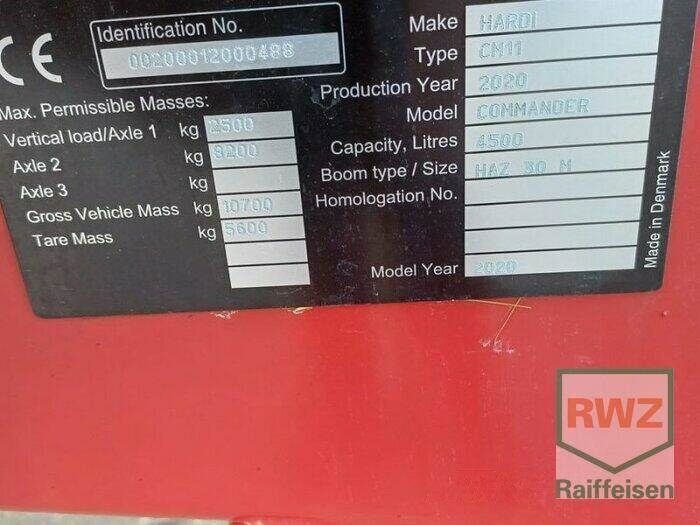 CE
Identification No.
00200012000488
Max. Permissible Masses:
Vertical load/Axle 1 kg 2500
Axle 2 kg 8200
Axle 3 kg
Gross Vehicle Mass kg 10700
Tare Mass kg 5600
Make HARDI
Type CM11
Production Year 2020
Model COMMANDER
Capacity, Litres 4500
Boom type / Size HAZ 30 M
Homologation No.
Model Year 2020
Made in Denmark
RWZ
Raiffeisen